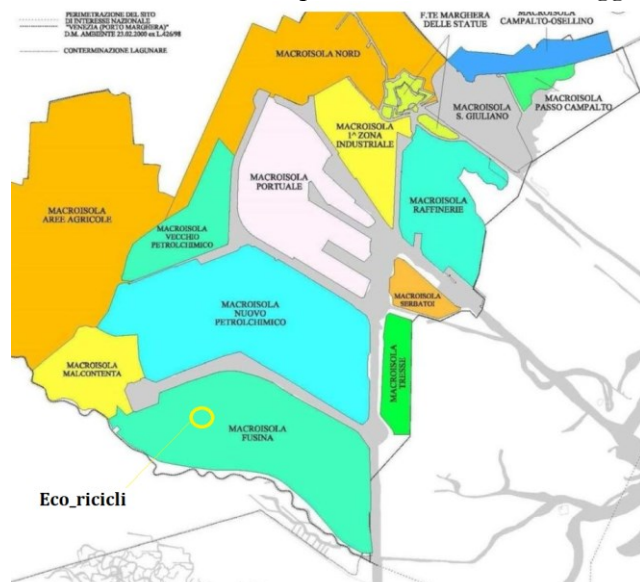 PERIMETRAZIONE DEL SITO
DI INTERESSE NAZIONALE
"VENEZIA (PORTO MARGHERA)"
D.M. AMBIENTE 23.02.2000 ex L.426/98
CONTERMINAZIONE LAGUNARE
F.TE MARGHERA
DELLE STATUE
MACROISOLA
CAMPALTO-OSELLINO
MACROISOLA NORD
MACROISOLA
PASSO CAMPALTO
MACROISOLA
S. GIULIANO
MACROISOLA
1^ ZONA
INDUSTRIALE
MACROISOLA
PORTUALE
MACROISOLA
RAFFINERIE
MACROISOLA
AREE AGRICOLE
MACROISOLA
VECCHIO
PETROLCHIMICO
MACROISOLA
SERBATOI
MACROISOLA
NUOVO
PETROLCHIMICO
MACROISOLA
TRESSE
MACROISOLA
MALCONTENTA
MACROISOLA
FUSINA
Eco_ricicli